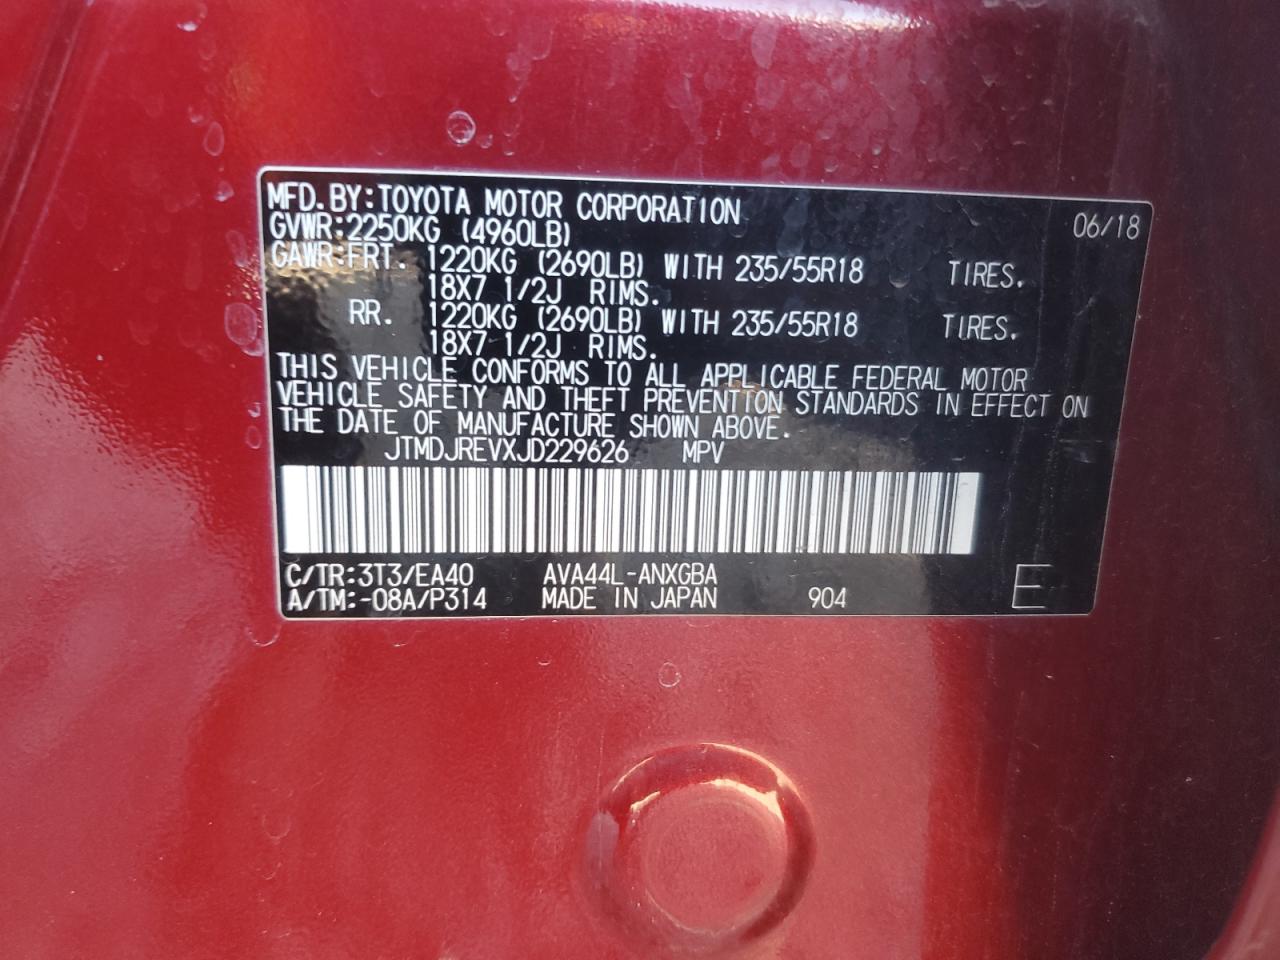 MFD. BY: TOYOTA MOTOR CORPORATION 06/18
GVWR: 2250KG (4960LB)
GAWR: FRT. 1220KG (2690LB) WITH 235/55R18 TIRES.
18X7 1/2J RIMS.
RR. 1220KG (2690LB) WITH 235/55R18 TIRES.
18X7 1/2J RIMS.
THIS VEHICLE CONFORMS TO ALL APPLICABLE FEDERAL MOTOR
VEHICLE SAFETY AND THEFT PREVENTION STANDARDS IN EFFECT ON
THE DATE OF MANUFACTURE SHOWN ABOVE.
JTMDJREVXJD229626 MPV
C/TR: 3T3/EA40 AVA44L-ANXGBA
A/TM: -08A/P314 MADE IN JAPAN 904 E